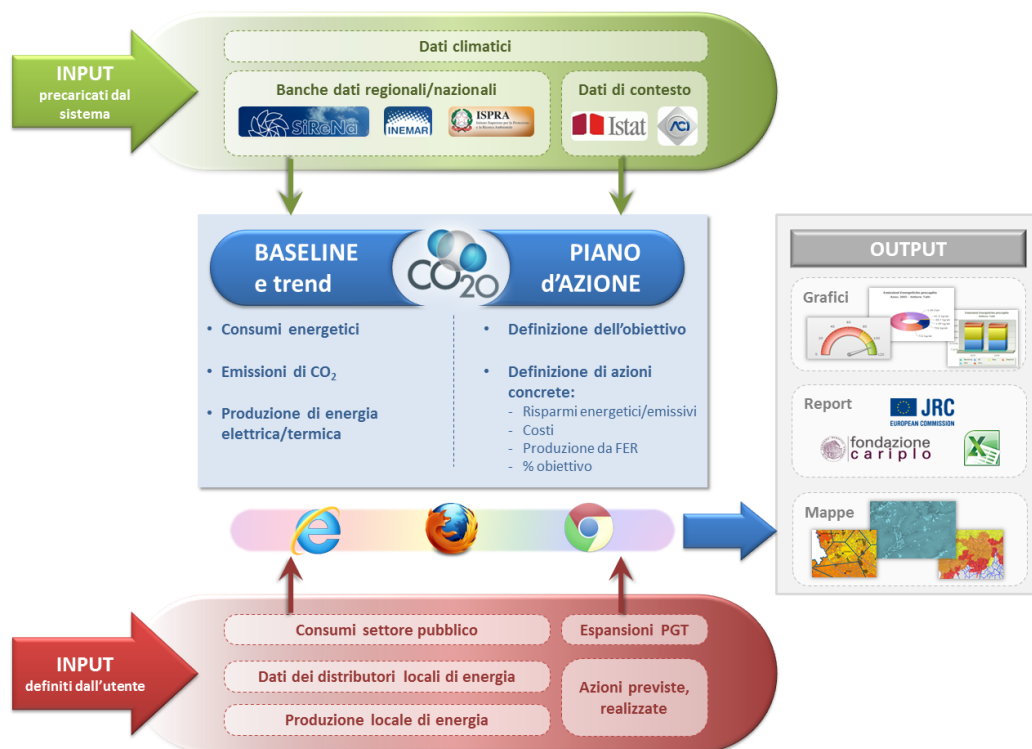 INPUT
precaricati dal
sistema
Dati climatici
Banche dati regionali/nazionali
SiReNa
INEMAR
ISPRA
Dati di contesto
Istat
ACI
BASELINE
e trend
CO20
PIANO
d'AZIONE
• Consumi energetici
• Emissioni di CO₂
• Produzione di energia
elettrica/termica
• Definizione dell'obiettivo
• Definizione di azioni
concrete:
- Risparmi energetici/emissivi
- Costi
- Produzione da FER
- % obiettivo
OUTPUT
Grafici
Report
JRC
EUROPEAN COMMISSION
fondazione
cariplo
Mappe
INPUT
definiti dall'utente
Consumi settore pubblico
Dati dei distributori locali di energia
Produzione locale di energia
Espansioni PGT
Azioni previste,
realizzate